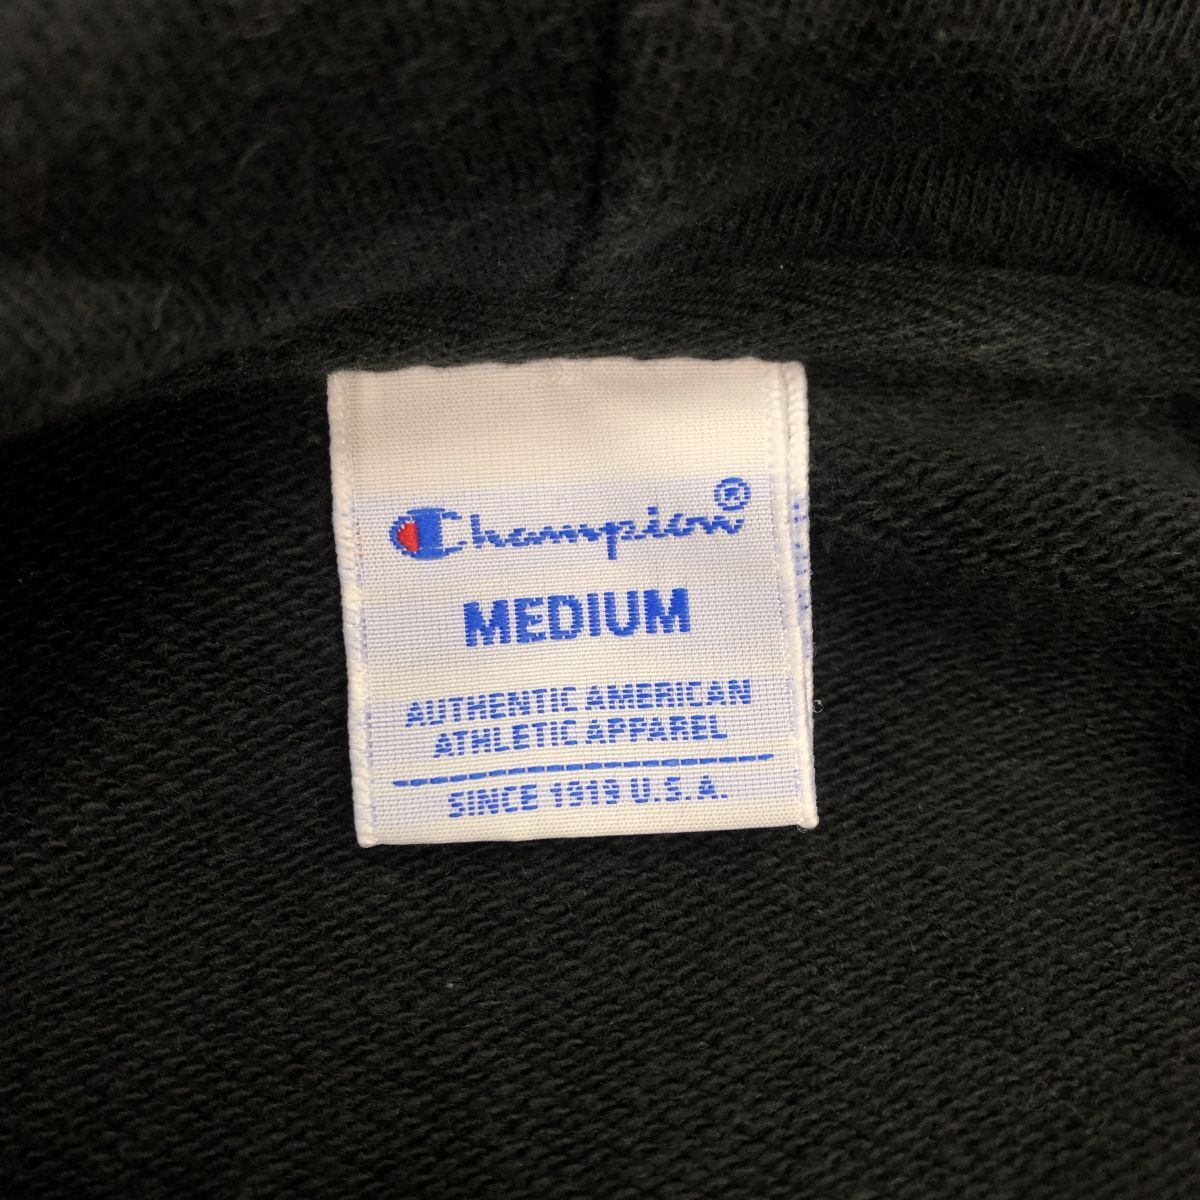 Champion®
MEDIUM
AUTHENTIC AMERICAN
ATHLETIC APPAREL
SINCE 1919 U.S.A.